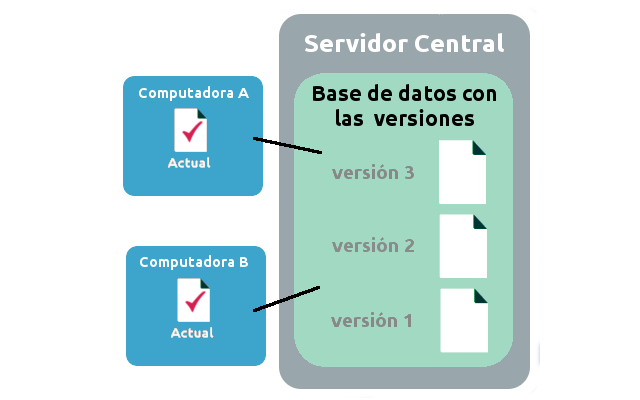 Servidor Central
Base de datos con
las versiones
Computadora A
Actual
versión 3
versión 2
Computadora B
Actual
versión 1